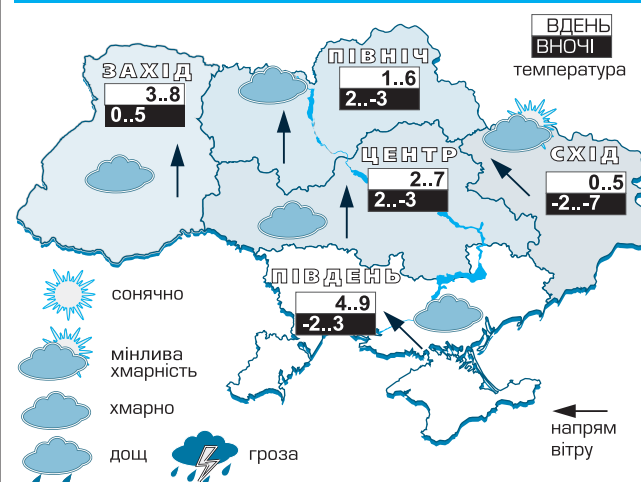 ВДЕНЬ
ВНОЧІ
температура
ПІВНІЧ
1..6
2..-3
ЗАХІД
3..8
0..5
ЦЕНТР
2..7
2..-3
СХІД
0..5
-2..-7
ПІВДЕНЬ
4..9
-2..3
сонячно
мінлива
хмарність
хмарно
дощ
гроза
напрям
вітру